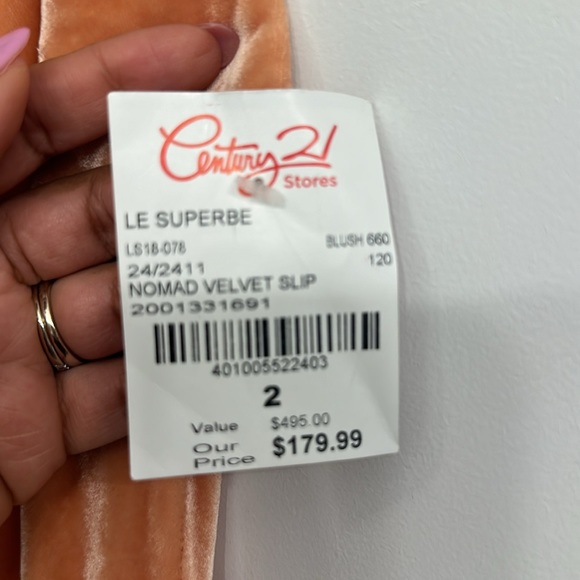 Century 21
Stores
LE SUPERBE
LS18-078 BLUSH 660
24/2411 120
NOMAD VELVET SLIP
2001331691
401005522403
2
Value $495.00
Our Price $179.99